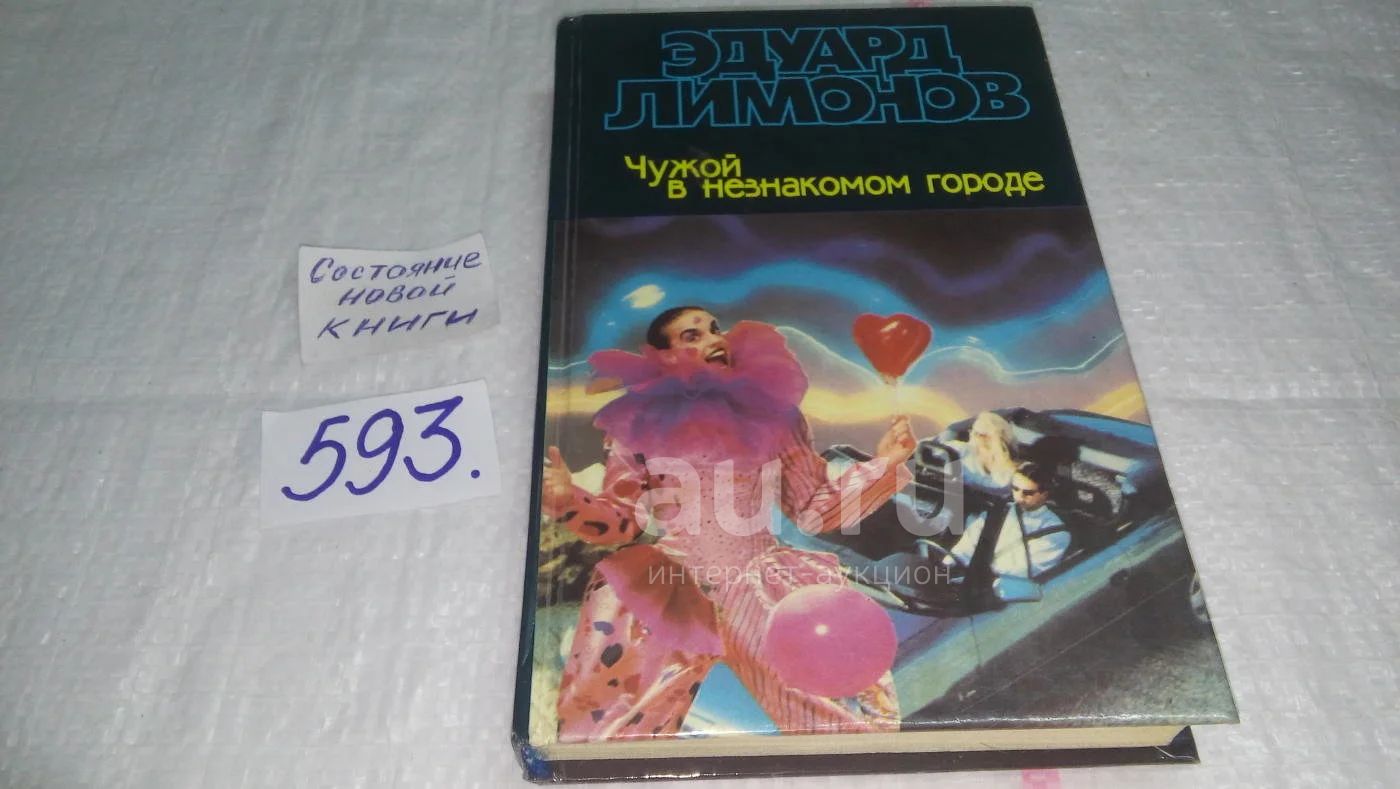 ЭДУАРД
ЛИМОНОВ
Чужой
в незнакомом городе
Состояние
новой
книги
593.
au.ru
интернет-аукцион